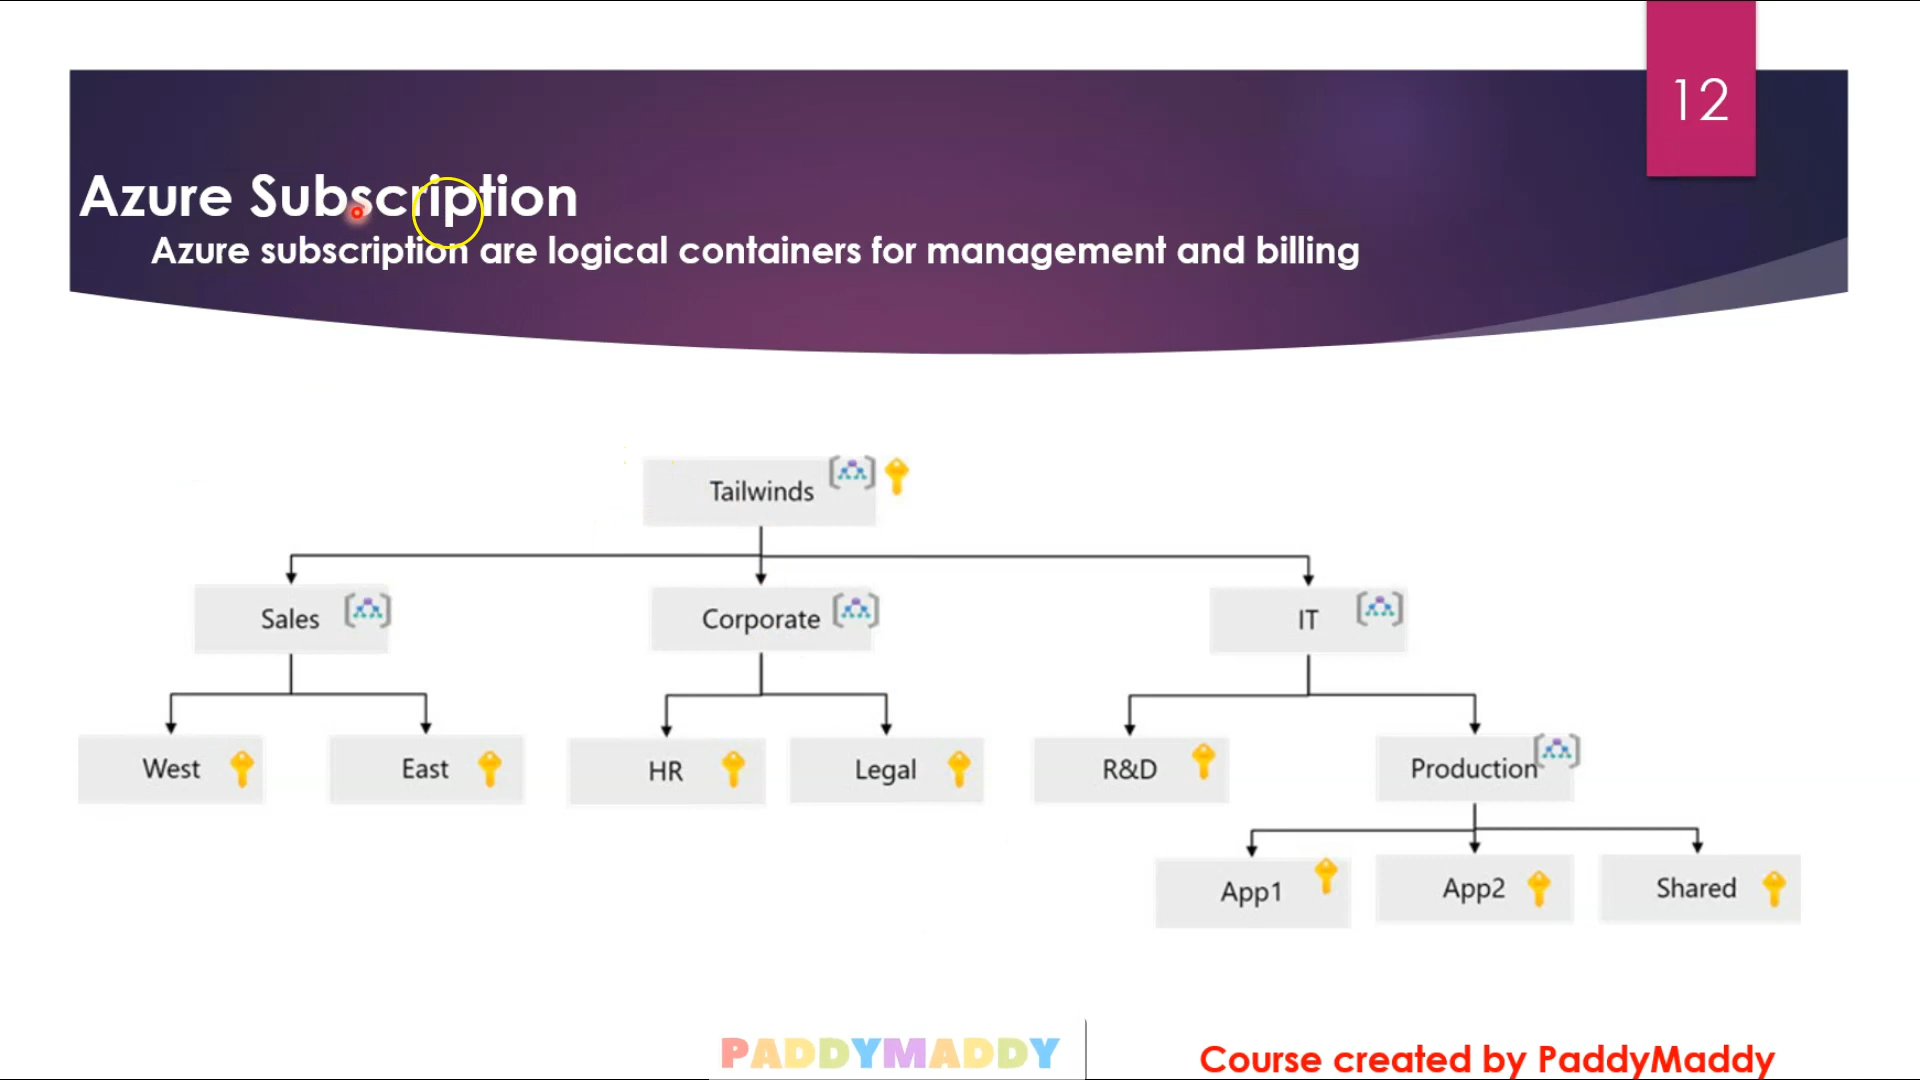 12
Azure Subscription
Azure subscription are logical containers for management and billing
Tailwinds
Sales
Corporate
IT
West
East
HR
Legal
R&D
Production
App1
App2
Shared
PADDYMADDY
Course created by PaddyMaddy